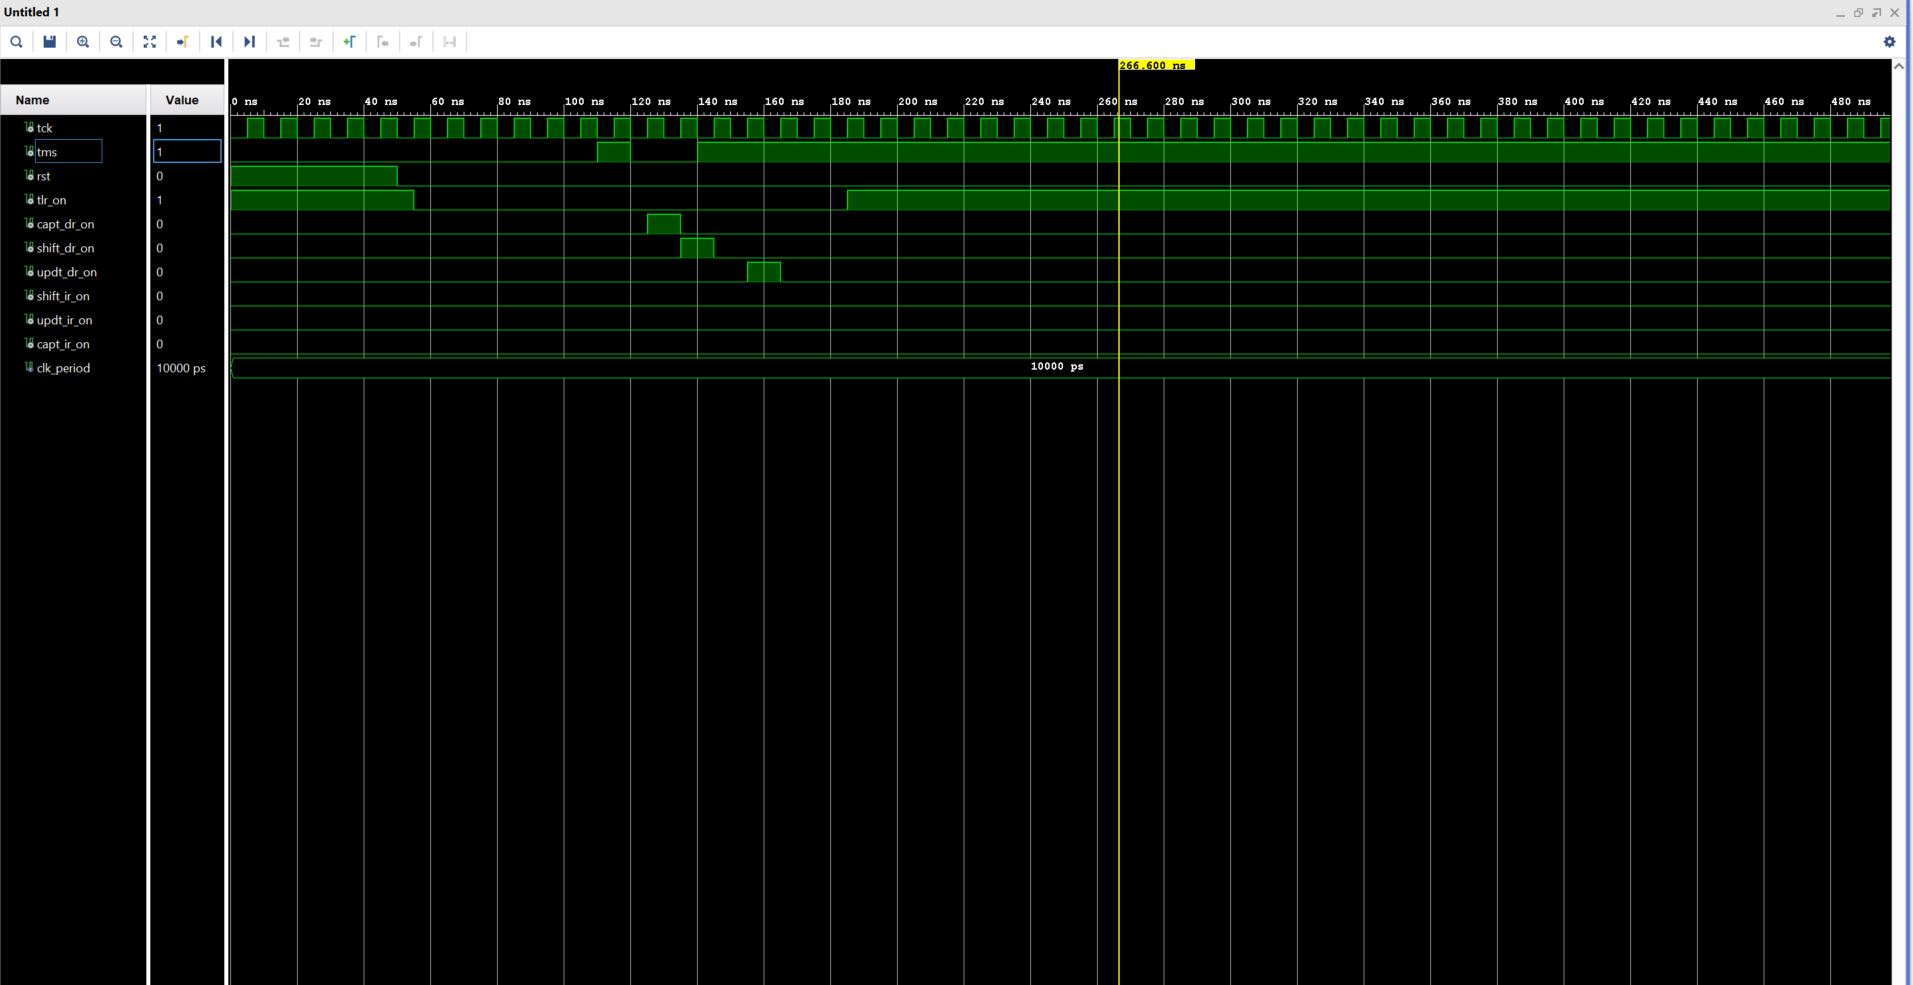 Untitled 1
266.600 ns
Name Value
0 ns 20 ns 40 ns 60 ns 80 ns 100 ns 120 ns 140 ns 160 ns 180 ns 200 ns 220 ns 240 ns 260 ns 280 ns 300 ns 320 ns 340 ns 360 ns 380 ns 400 ns 420 ns 440 ns 460 ns 480 ns
tck 1
tms 1
rst 0
tlr_on 1
capt_dr_on 0
shift_dr_on 0
updt_dr_on 0
shift_ir_on 0
updt_ir_on 0
capt_ir_on 0
clk_period 10000 ps 10000 ps